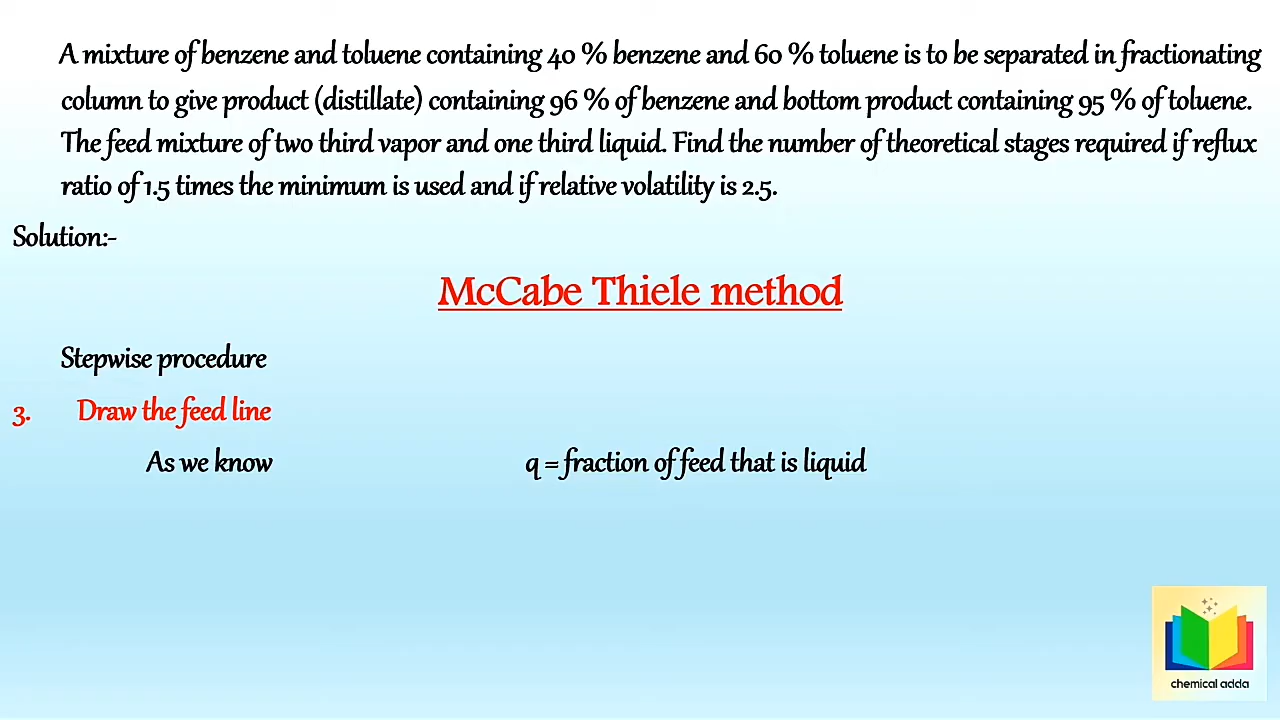 A mixture of benzene and toluene containing 40 % benzene and 60 % toluene is to be separated in fractionating
column to give product (distillate) containing 96 % of benzene and bottom product containing 95 % of toluene.
The feed mixture of two third vapor and one third liquid. Find the number of theoretical stages required if reflux
ratio of 1.5 times the minimum is used and if relative volatility is 2.5.
Solution:-
McCabe Thiele method
Stepwise procedure
3. Draw the feed line
As we know q = fraction of feed that is liquid
chemical adda